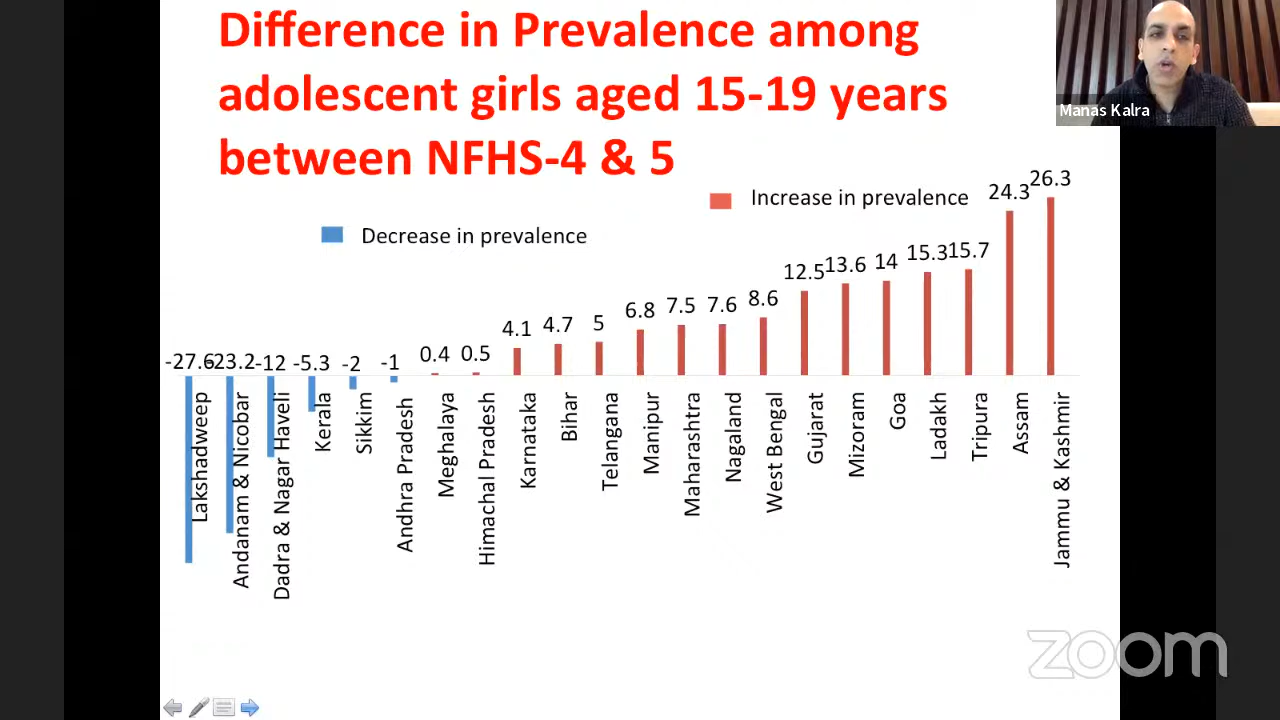 Difference in Prevalence among
adolescent girls aged 15-19 years
between NFHS-4 & 5
Manas Kalra
Increase in prevalence
Decrease in prevalence
-27.6
-23.2
-12
-5.3
-2
-1
0.4
0.5
4.1
4.7
5
6.8
7.5
7.6
8.6
12.5
13.6
14
15.3
15.7
24.3
26.3
Lakshadweep
Andanam & Nicobar
Dadra & Nagar Haveli
Kerala
Sikkim
Andhra Pradesh
Meghalaya
Himachal Pradesh
Karnataka
Bihar
Telangana
Manipur
Maharashtra
Nagaland
West Bengal
Gujarat
Mizoram
Goa
Ladakh
Tripura
Assam
Jammu & Kashmir
zoom